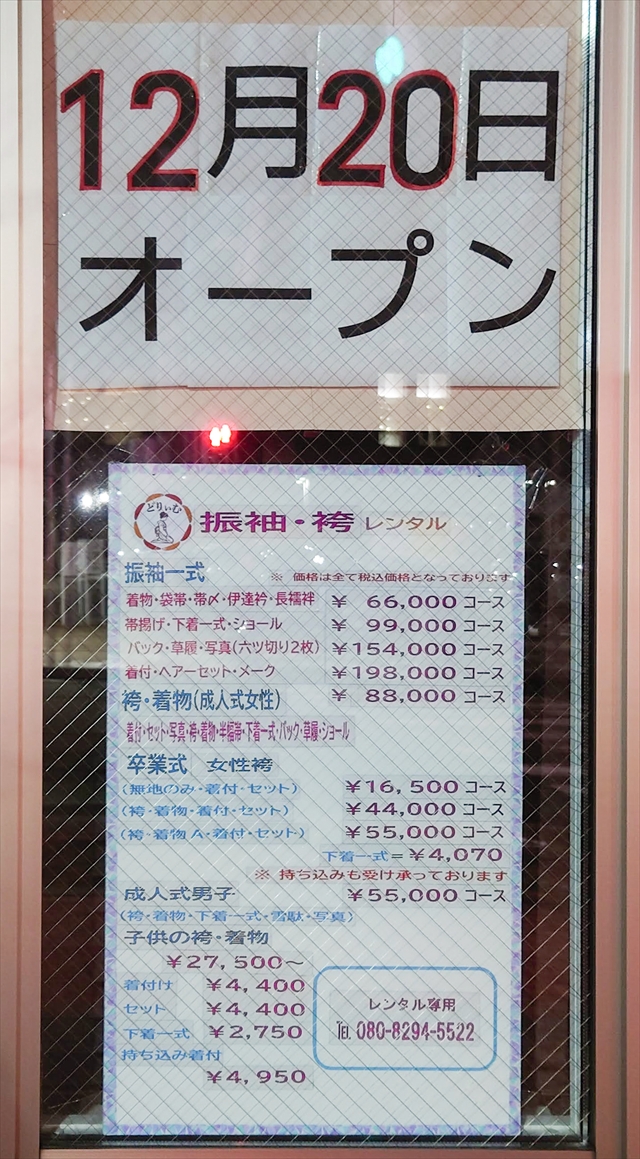 12月20日
オープン
どりぃむ
振袖・袴 レンタル
振袖一式 ※ 価格は全て税込価格となっております
着物・袋帯・帯〆・伊達衿・長襦袢 ¥ 66,000 コース
帯揚げ・下着一式・ショール ¥ 99,000 コース
バック・草履・写真(六ツ切り2枚) ¥154,000 コース
着付・ヘアーセット・メーク ¥198,000 コース
袴・着物(成人式女性) ¥ 88,000 コース
着付・セット・写真・袴・着物・半幅帯・下着一式・バック・草履・ショール
卒業式 女性袴
(無地のみ・着付・セット) ¥16,500 コース
(袴・着物・着付・セット) ¥44,000 コース
(袴・着物A・着付・セット) ¥55,000 コース
下着一式=¥4,070
※ 持ち込みも受け承っております
成人式男子 ¥55,000 コース
(袴・着物・下着一式・雪駄・写真)
子供の袴・着物
¥27,500～
着付け ¥4,400
セット ¥4,400
下着一式 ¥2,750
持ち込み着付
¥4,950
レンタル専用
℡ 080-8294-5522